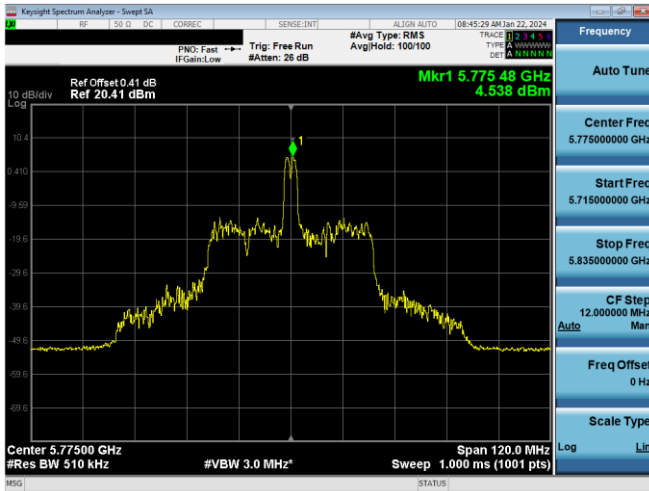 Keysight Spectrum Analyzer - Swept SA
RF 50 Ω DC CORREC SENSE:INT ALIGN AUTO 08:45:29 AM Jan 22, 2024
PNO: Fast
IFGain:Low
Trig: Free Run
#Atten: 26 dB
#Avg Type: RMS
Avg|Hold: 100/100
TRACE 1 2 3 4 5 6
TYPE A WWWWW
DET A N N N N N
Mkr1 5.775 48 GHz
4.538 dBm
Ref Offset 0.41 dB
10 dB/div Ref 20.41 dBm
Log
10.4
0.410
-9.59
-19.6
-29.6
-39.6
-49.6
-59.6
-69.6
1
Center 5.77500 GHz Span 120.0 MHz
#Res BW 510 kHz #VBW 3.0 MHz* Sweep 1.000 ms (1001 pts)
MSG STATUS
Frequency
Auto Tune
Center Freq
5.775000000 GHz
Start Freq
5.715000000 GHz
Stop Freq
5.835000000 GHz
CF Step
12.000000 MHz
Auto Man
Freq Offset
0 Hz
Scale Type
Log Lin